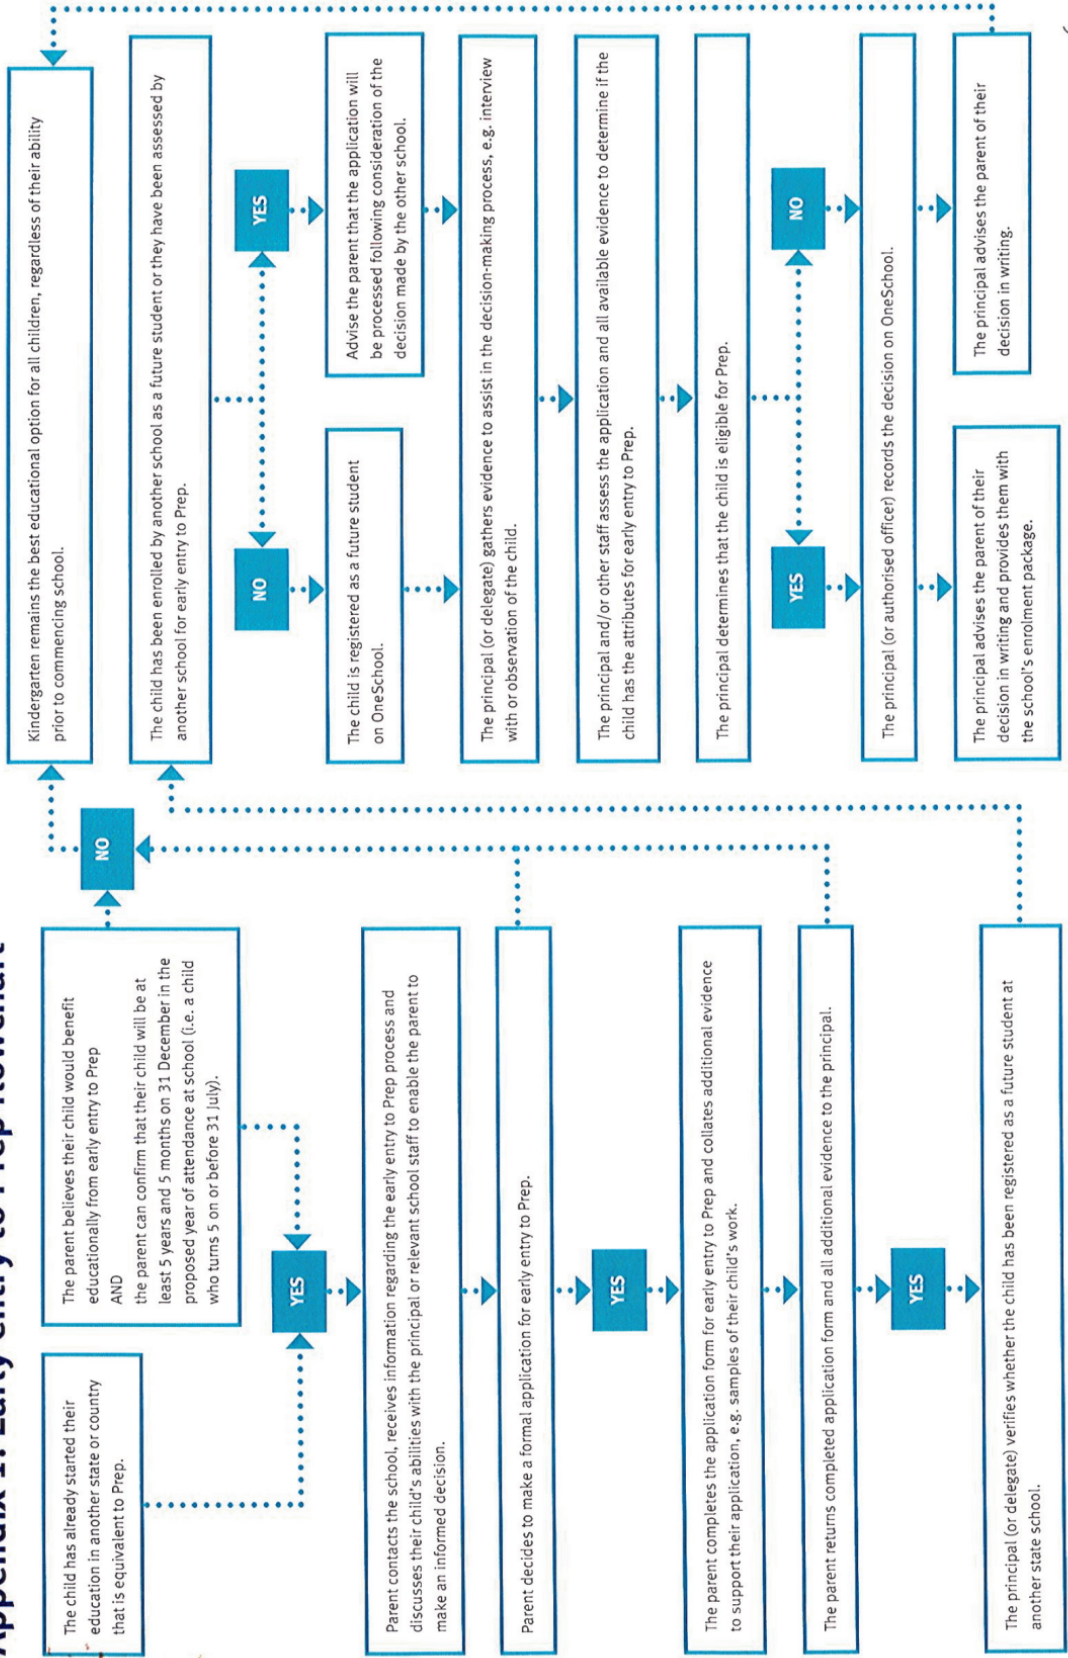 Appendix 1: Early entry to Prep flowchart
The child has already started their
education in another state or country
that is equivalent to Prep.
The parent believes their child would benefit
educationally from early entry to Prep
AND
the parent can confirm that their child will be at
least 5 years and 5 months on 31 December in the
proposed year of attendance at school (i.e. a child
who turns 5 on or before 31 July).
NO
YES
Parent contacts the school, receives information regarding the early entry to Prep process and
discusses their child's abilities with the principal or relevant school staff to enable the parent to
make an informed decision.
Parent decides to make a formal application for early entry to Prep.
YES
The parent completes the application form for early entry to Prep and collates additional evidence
to support their application, e.g. samples of their child's work.
The parent returns completed application form and all additional evidence to the principal.
YES
The principal (or delegate) verifies whether the child has been registered as a future student at
another state school.
Kindergarten remains the best educational option for all children, regardless of their ability
prior to commencing school.
The child has been enrolled by another school as a future student or they have been assessed by
another school for early entry to Prep.
NO
YES
The child is registered as a future student
on OneSchool.
Advise the parent that the application will
be processed following consideration of the
decision made by the other school.
The principal (or delegate) gathers evidence to assist in the decision-making process, e.g. interview
with or observation of the child.
The principal and/or other staff assess the application and all available evidence to determine if the
child has the attributes for early entry to Prep.
The principal determines that the child is eligible for Prep.
YES
NO
The principal (or authorised officer) records the decision on OneSchool.
The principal advises the parent of their
decision in writing and provides them with
the school's enrolment package.
The principal advises the parent of their
decision in writing.